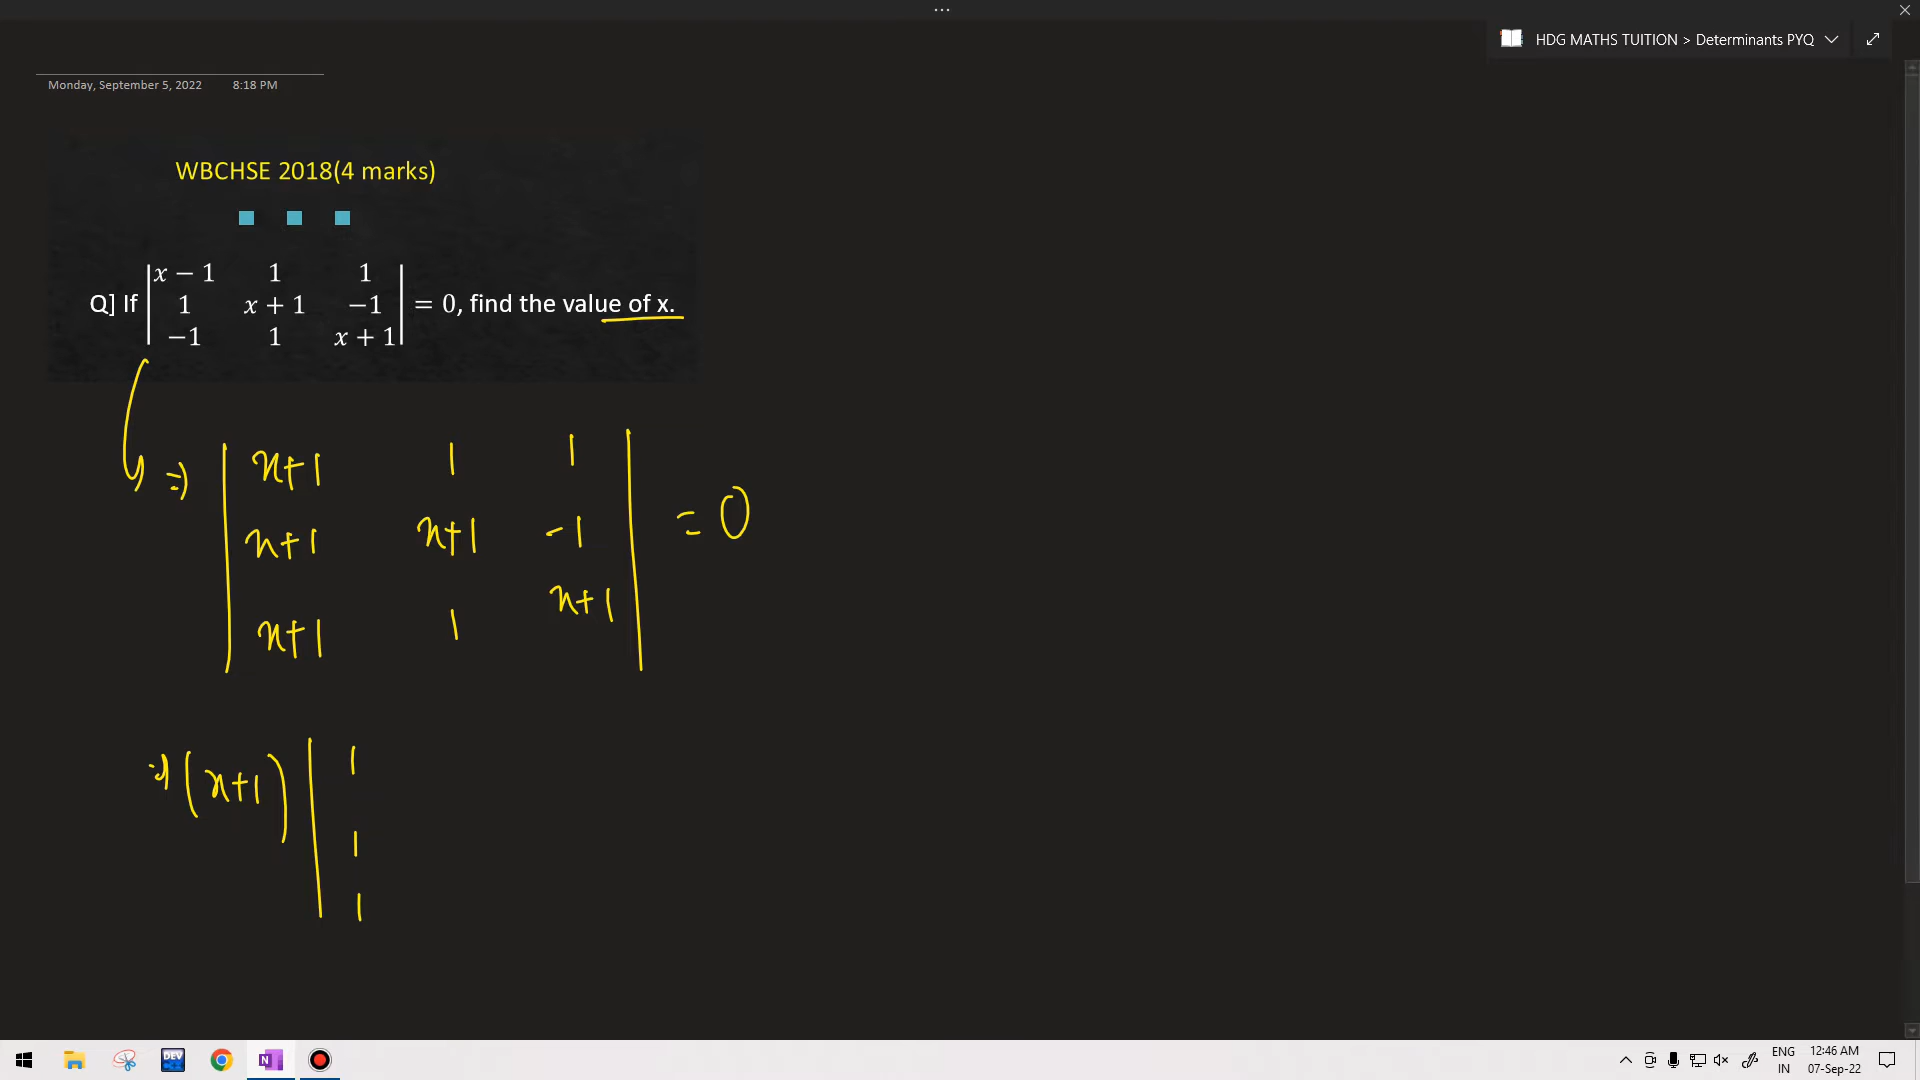 ...
HDG MATHS TUITION > Determinants PYQ
Monday, September 5, 2022 8:18 PM
WBCHSE 2018(4 marks)
x − 1 1 1
Q] If 1 x + 1 −1 = 0, find the value of x.
−1 1 x + 1
=) x+1 1 1
x+1 x+1 -1 = 0
x+1 1 x+1
=) (x+1) 1
1
1
DEV
N
ENG
IN
12:46 AM
07-Sep-22